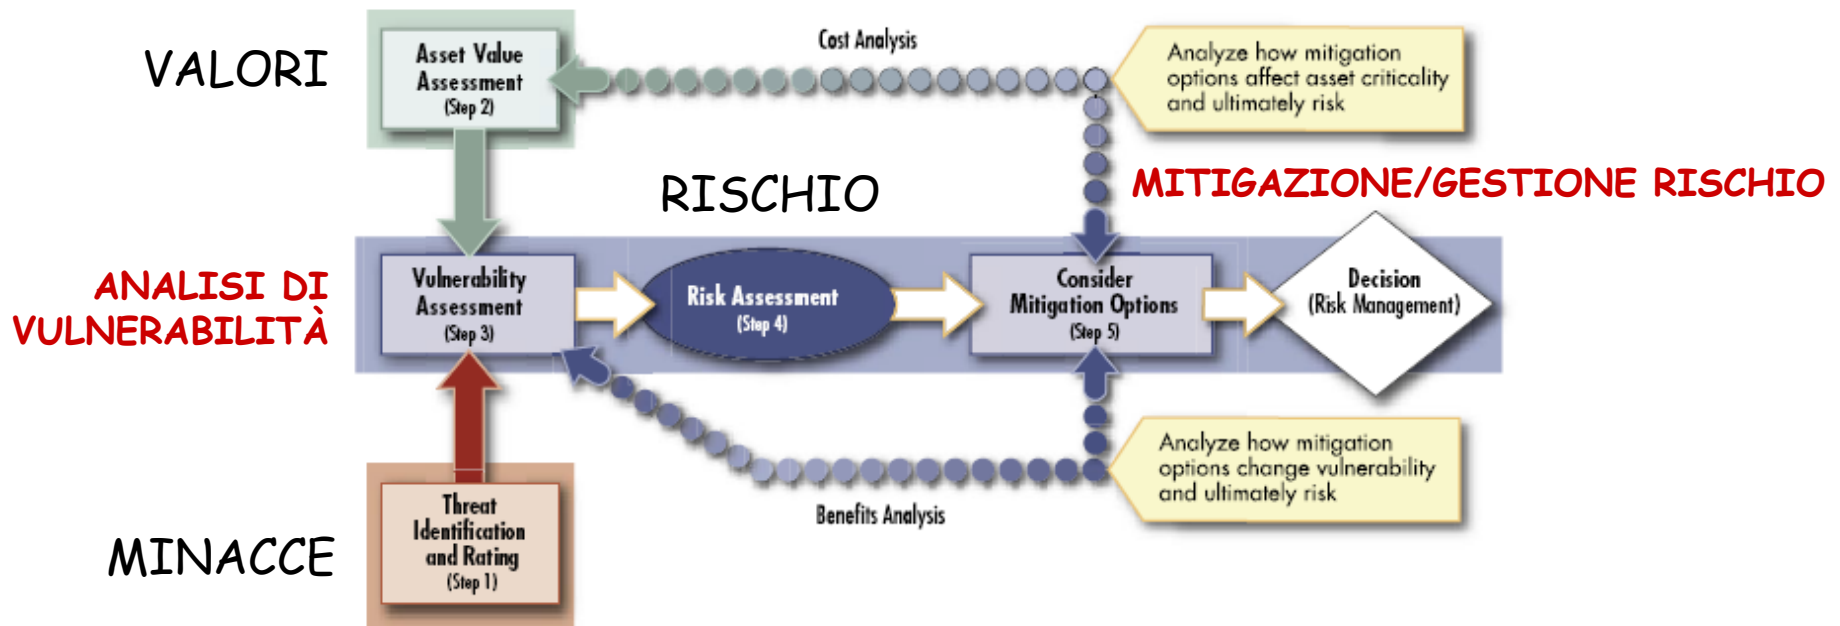 VALORI
Asset Value
Assessment
(Step 2)
Cost Analysis
Analyze how mitigation
options affect asset criticality
and ultimately risk
RISCHIO
MITIGAZIONE/GESTIONE RISCHIO
ANALISI DI
VULNERABILITÀ
Vulnerability
Assessment
(Step 3)
Risk Assessment
(Step 4)
Consider
Mitigation Options
(Step 5)
Decision
(Risk Management)
Analyze how mitigation
options change vulnerability
and ultimately risk
Benefits Analysis
MINACCE
Threat
Identification
and Rating
(Step 1)